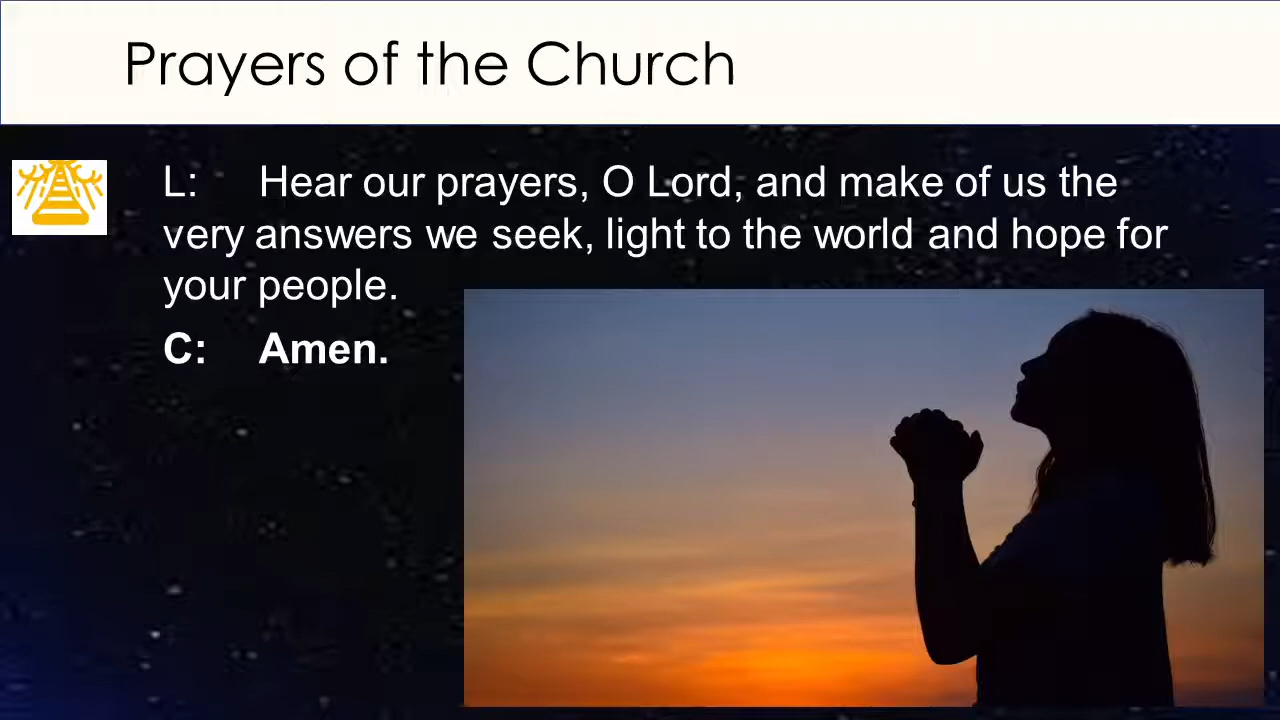 Prayers of the Church
L: Hear our prayers, O Lord, and make of us the
very answers we seek, light to the world and hope for
your people.
C: Amen.